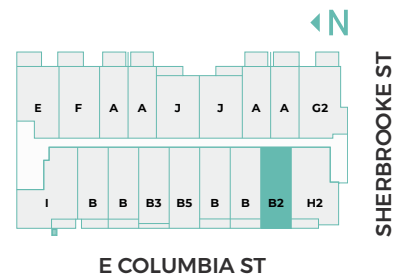 N
E F A A J J A A G2
I B B B3 B5 B B B2 H2
SHERBROOKE ST
E COLUMBIA ST